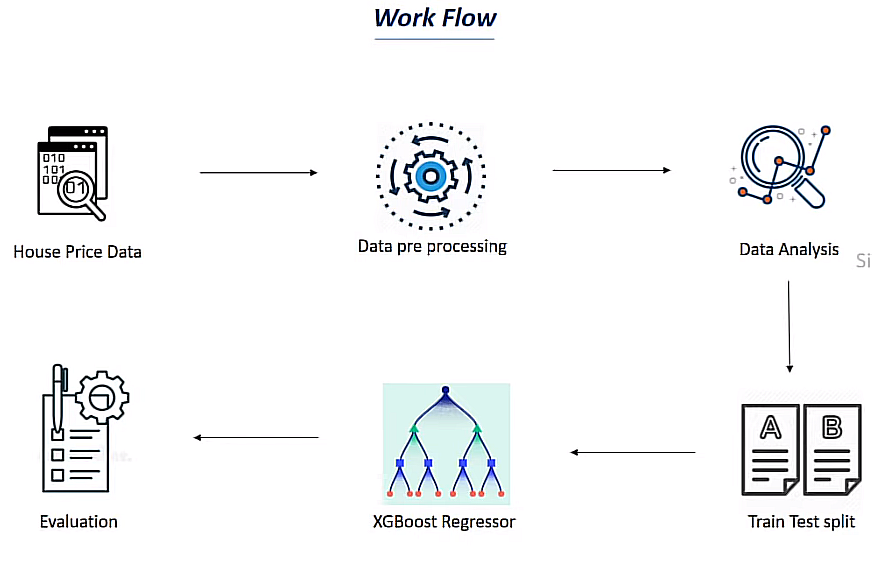 Work Flow
010
101
00
01
House Price Data
Data pre processing
Data Analysis
Si
A
B
Evaluation
XGBoost Regressor
Train Test split